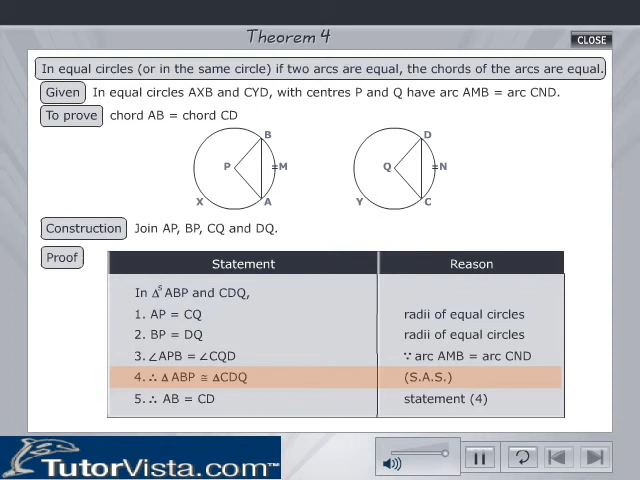 Theorem 4
CLOSE
In equal circles (or in the same circle) if two arcs are equal, the chords of the arcs are equal.
Given In equal circles AXB and CYD, with centres P and Q have arc AMB = arc CND.
To prove chord AB = chord CD
B D
P M Q N
X A Y C
Construction Join AP, BP, CQ and DQ.
Proof
Statement Reason
In Δˢ ABP and CDQ,
1. AP = CQ radii of equal circles
2. BP = DQ radii of equal circles
3. ∠APB = ∠CQD ∵ arc AMB = arc CND
4. ∴ Δ ABP ≅ ΔCDQ (S.A.S.)
5. ∴ AB = CD statement (4)
TutorVista.com™